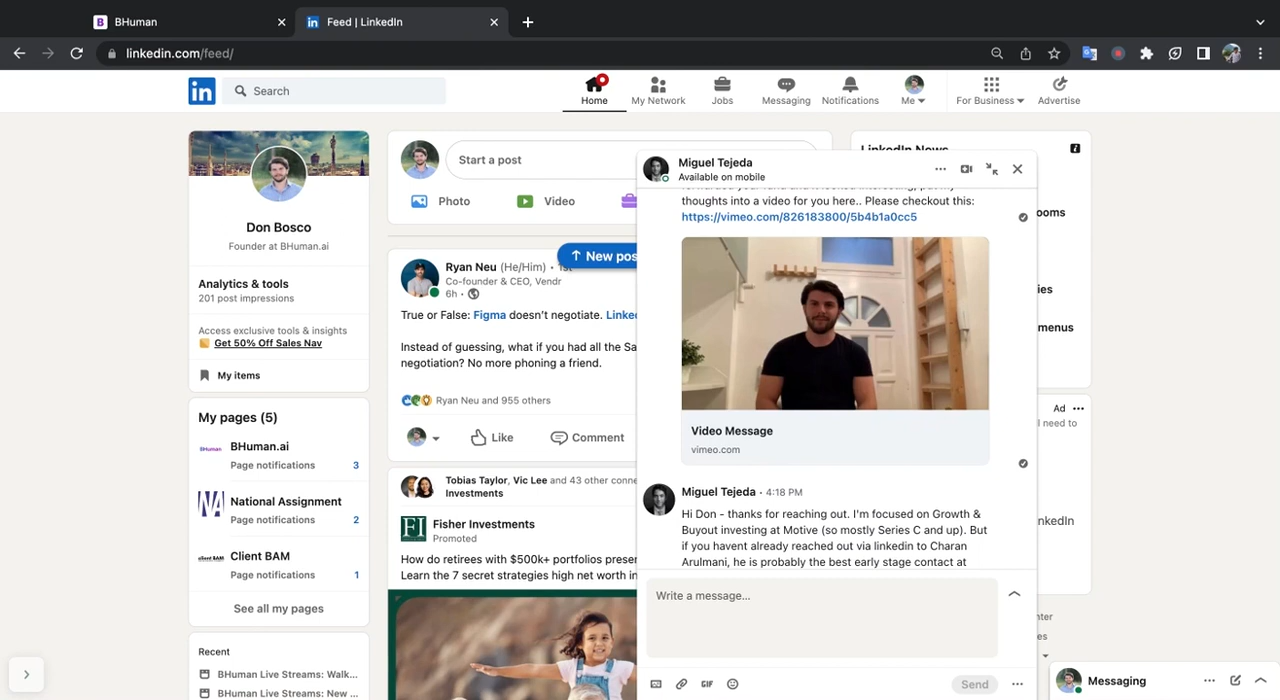 BHuman
Feed | LinkedIn
linkedin.com/feed/
Search
Home
My Network
Jobs
Messaging
Notifications
Me
For Business
Advertise
Don Bosco
Founder at BHuman.ai
Analytics & tools
201 post impressions
Access exclusive tools & insights
Get 50% Off Sales Nav
My items
My pages (5)
BHuman.ai
Page notifications 3
National Assignment
Page notifications 2
Client BAM
Page notifications 1
See all my pages
Recent
BHuman Live Streams: Walk...
BHuman Live Streams: New ...
Start a post
Photo
Video
New pos
Ryan Neu (He/Him) • 1st
Co-founder & CEO, Vendr
6h •
True or False: Figma doesn't negotiate. Linked
Instead of guessing, what if you had all the Sa
negotiation? No more phoning a friend.
Ryan Neu and 955 others
Like
Comment
Tobias Taylor, Vic Lee and 43 other conne
Investments
Fisher Investments
Promoted
How do retirees with $500k+ portfolios prese
Learn the 7 secret strategies high net worth in
Miguel Tejeda
Available on mobile
thoughts into a video for you here.. Please checkout this:
https://vimeo.com/826183800/5b4b1a0cc5
Video Message
vimeo.com
Miguel Tejeda • 4:18 PM
Hi Don - thanks for reaching out. I'm focused on Growth &
Buyout investing at Motive (so mostly Series C and up). But
if you havent already reached out via linkedin to Charan
Arulmani, he is probably the best early stage contact at
Write a message...
GIF
Send
LinkedIn News
ooms
ies
menus
Ad
I need to
nkedIn
nter
es
Messaging